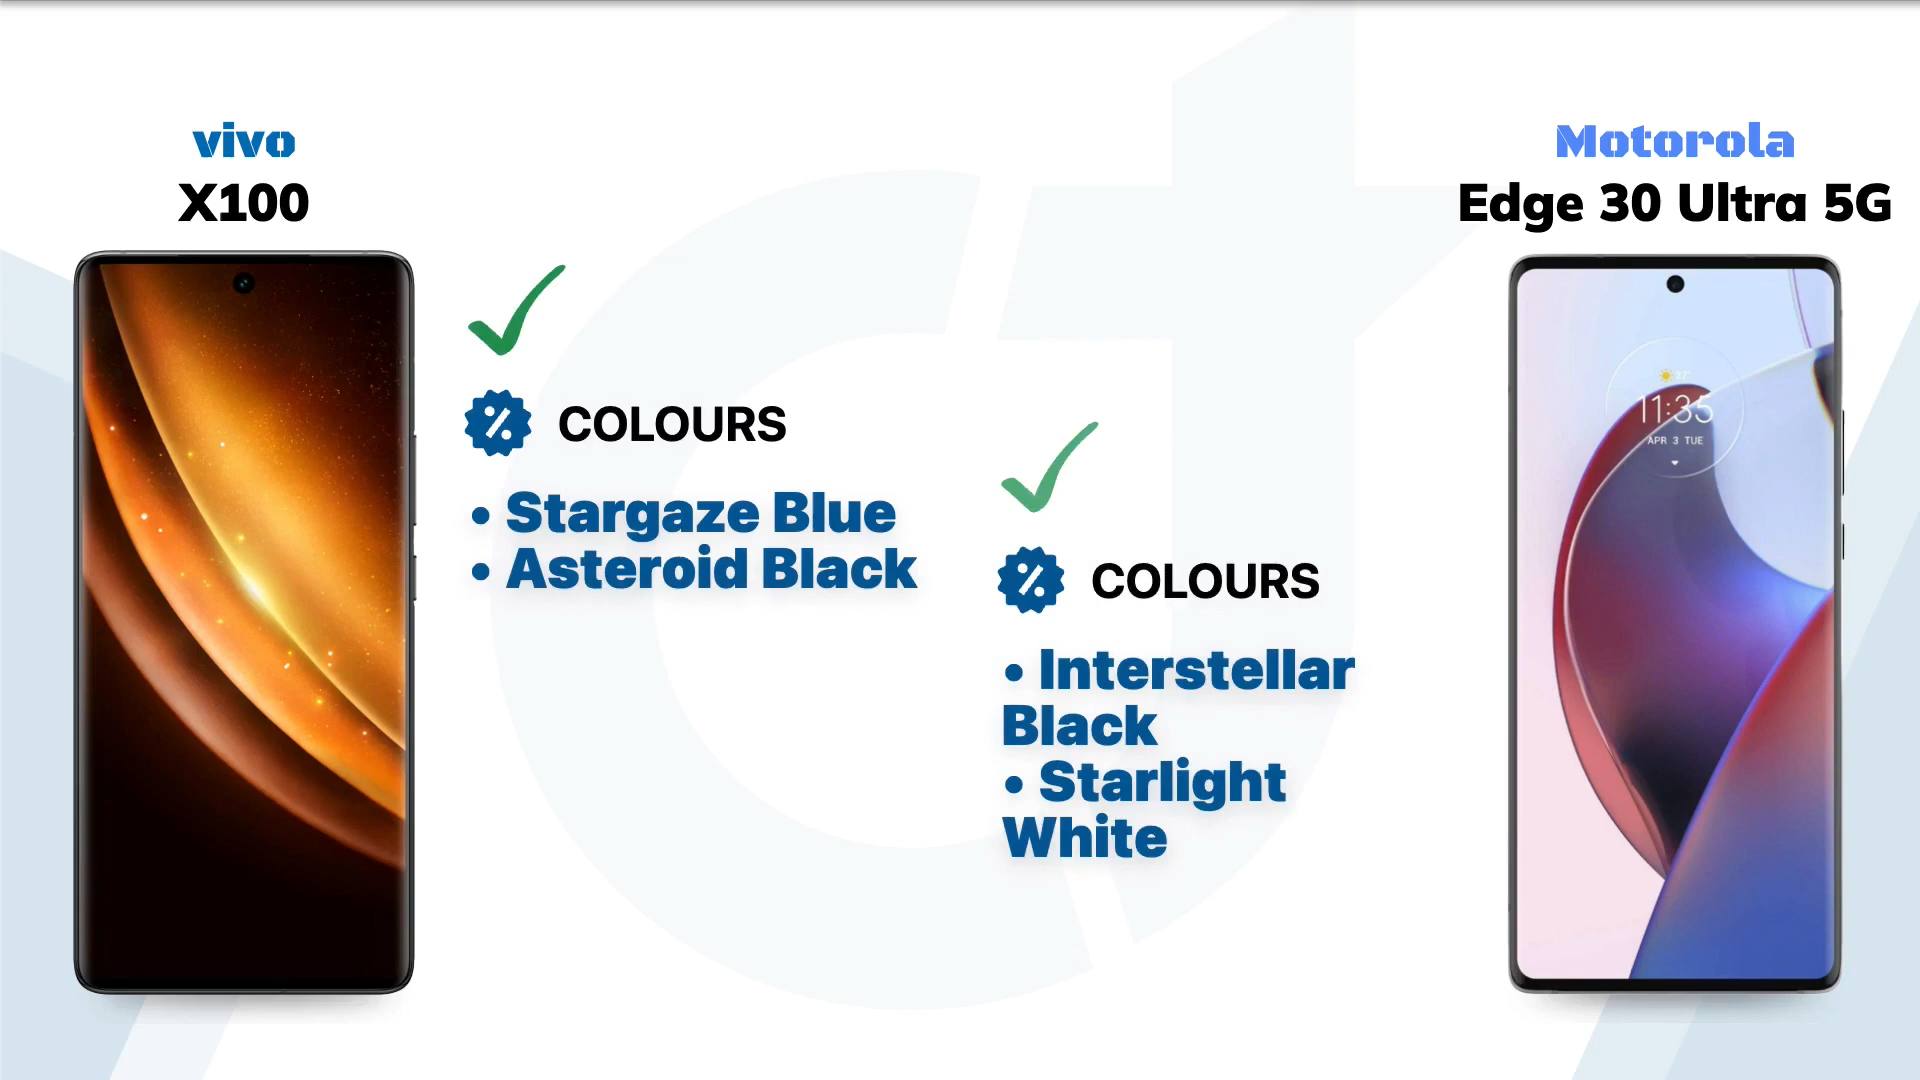 vivo
X100
COLOURS
• Stargaze Blue
• Asteroid Black
Motorola
Edge 30 Ultra 5G
COLOURS
• Interstellar
Black
• Starlight
White
27°
11:35
APR 3 TUE